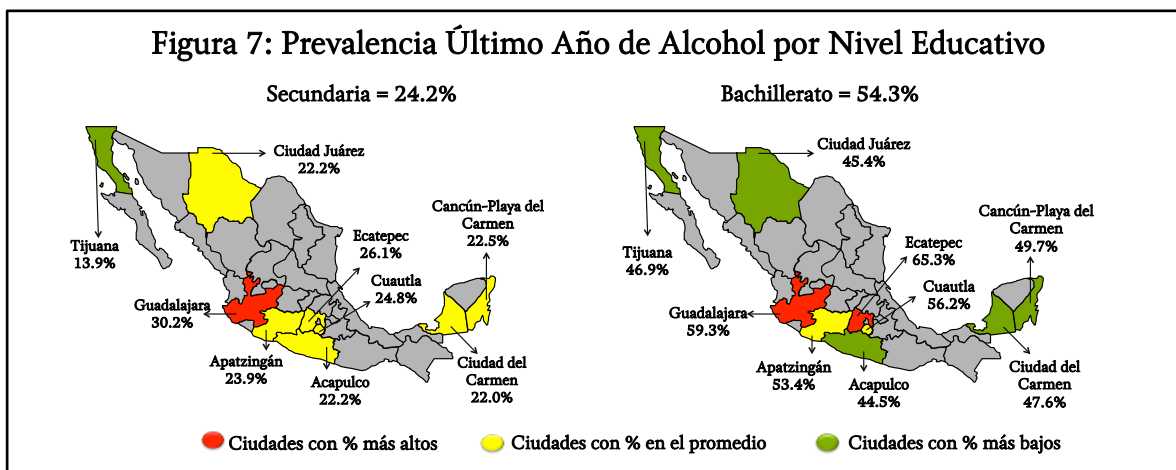 Figura 7: Prevalencia Último Año de Alcohol por Nivel Educativo
Secundaria = 24.2%
Ciudad Juárez
22.2%
Cancún-Playa del
Carmen
22.5%
Tijuana
13.9%
Ecatepec
26.1%
Cuautla
24.8%
Guadalajara
30.2%
Apatzingán
23.9%
Acapulco
22.2%
Ciudad del
Carmen
22.0%
Bachillerato = 54.3%
Ciudad Juárez
45.4%
Cancún-Playa del
Carmen
49.7%
Tijuana
46.9%
Ecatepec
65.3%
Cuautla
56.2%
Guadalajara
59.3%
Apatzingán
53.4%
Acapulco
44.5%
Ciudad del
Carmen
47.6%
Ciudades con % más altos
Ciudades con % en el promedio
Ciudades con % más bajos